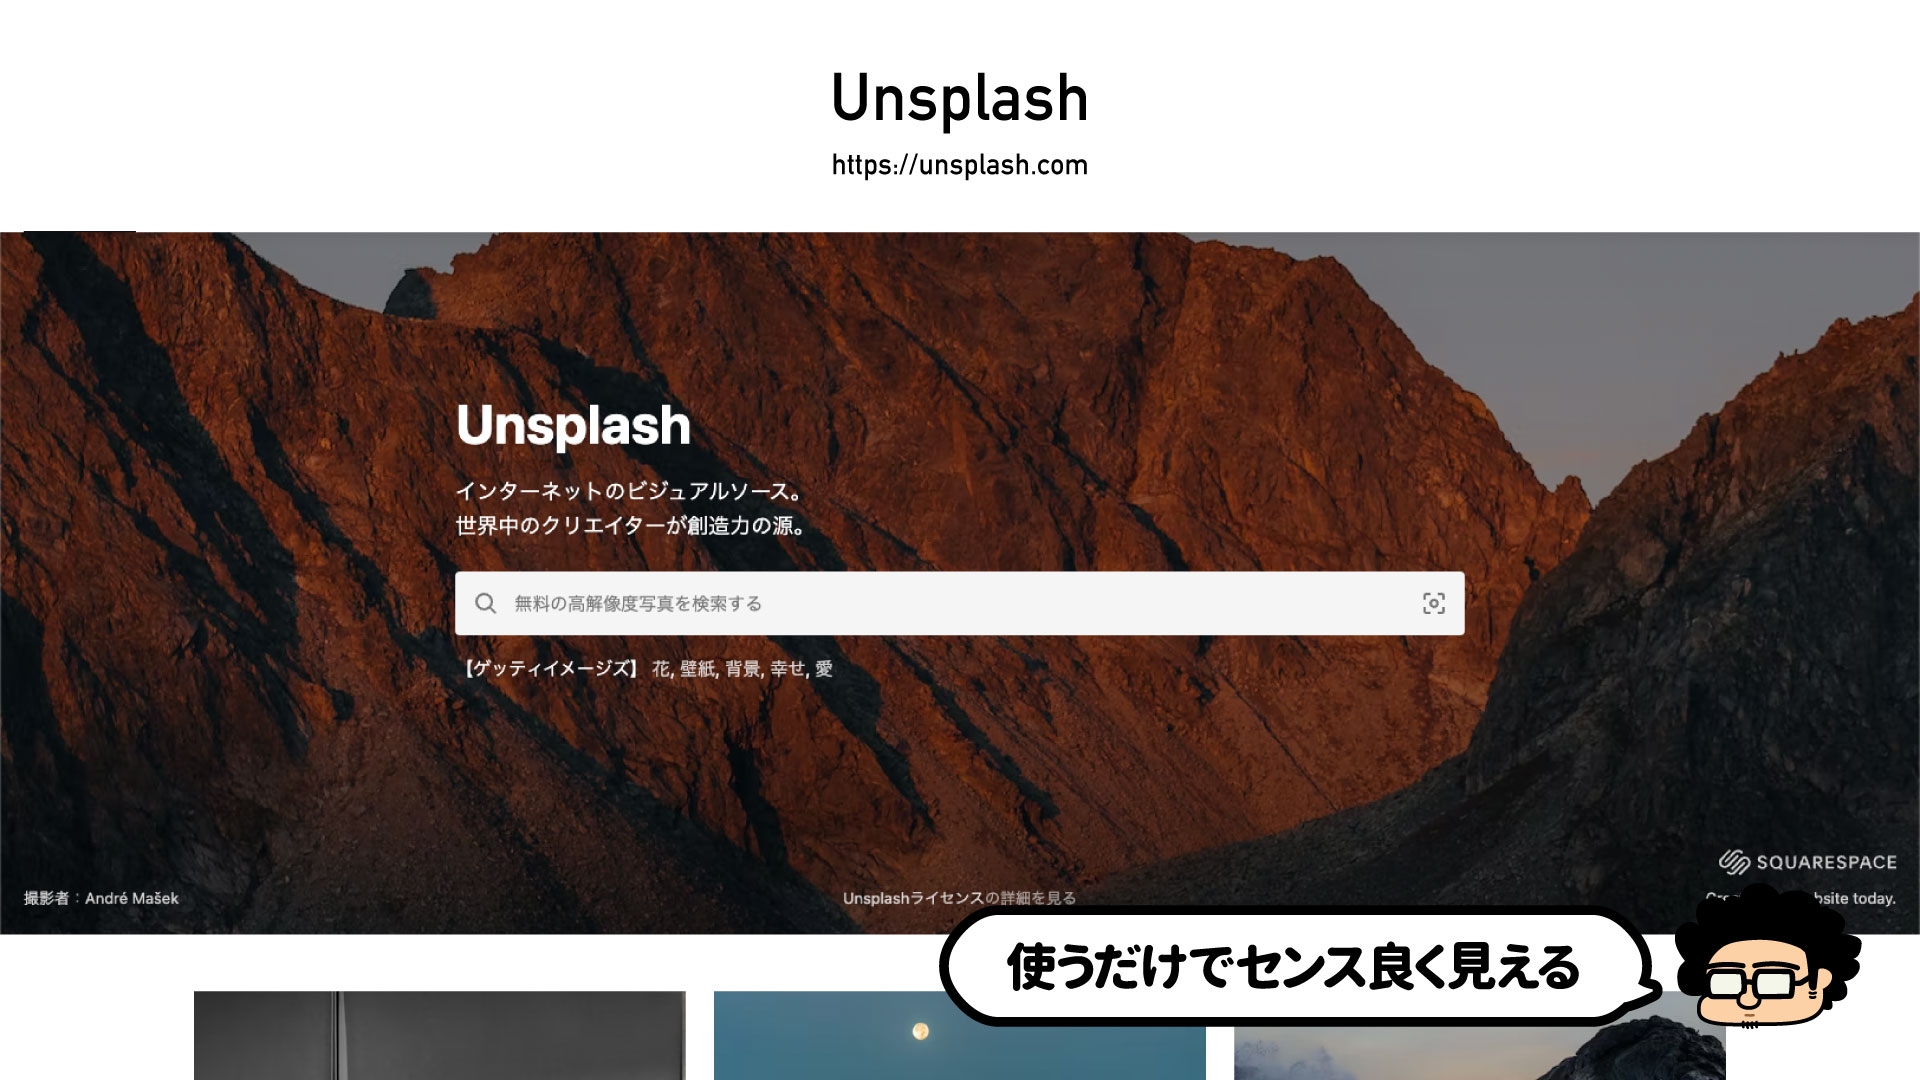 Unsplash
https://unsplash.com
Unsplash
インターネットのビジュアルソース。
世界中のクリエイターが創造力の源。
無料の高解像度写真を検索する
【ゲッティイメージズ】 花, 壁紙, 背景, 幸せ, 愛
SQUARESPACE
撮影者：André Mašek
Unsplashライセンスの詳細を見る
today.
使うだけでセンス良く見える